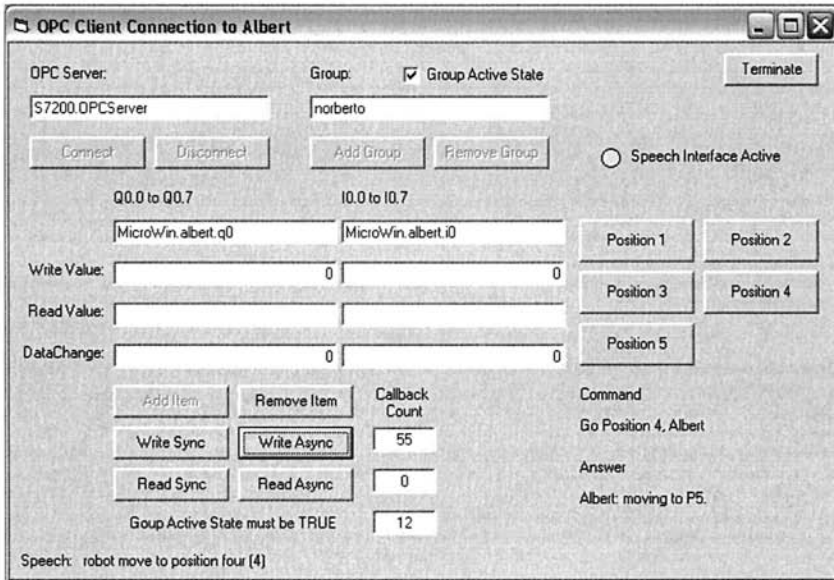 OPC Client Connection to Albert
OPC Server:
Group:
Group Active State
Terminate
S7200.OPCServer
norberto
Connect
Disconnect
Add Group
Remove Group
Speech Interface Active
Q0.0 to Q0.7
I0.0 to I0.7
MicroWin.albert.q0
MicroWin.albert.i0
Position 1
Position 2
Write Value:
0
0
Position 3
Position 4
Read Value:
Position 5
DataChange:
0
0
Add Item
Remove Item
Callback
Count
Command
Write Sync
Write Async
55
Go Position 4, Albert
Answer
Read Sync
Read Async
0
Albert: moving to P5.
Goup Active State must be TRUE
12
Speech: robot move to position four (4)